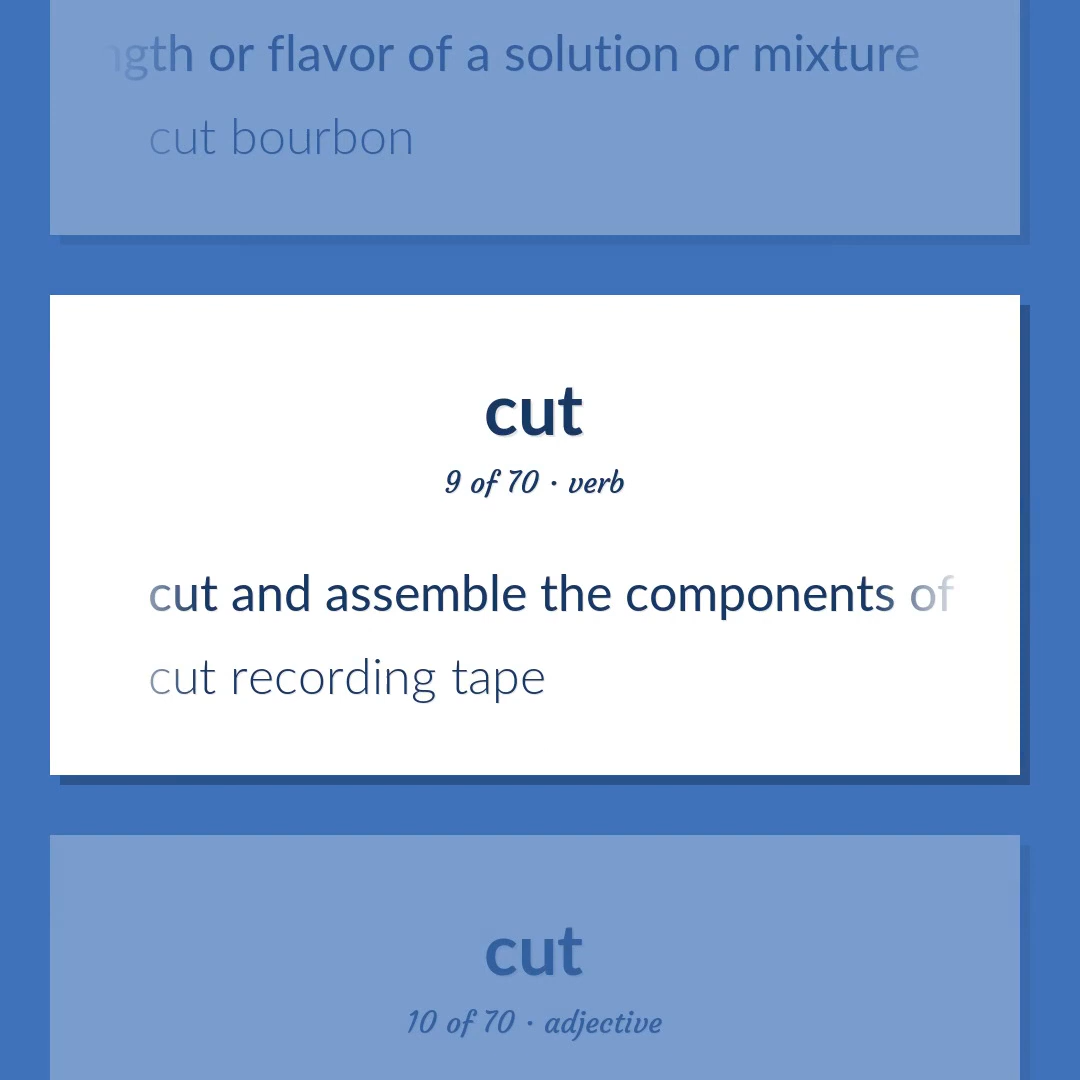 ngth or flavor of a solution or mixture
cut bourbon
cut
9 of 70 · verb
cut and assemble the components of
cut recording tape
cut
10 of 70 · adjective